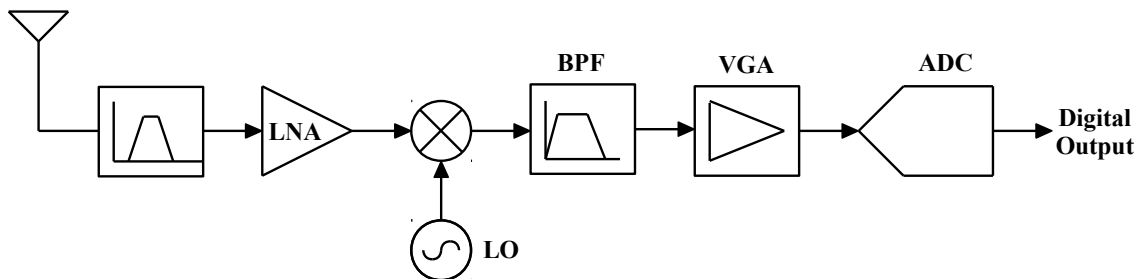 BPF
VGA
ADC
LNA
Digital
Output
LO